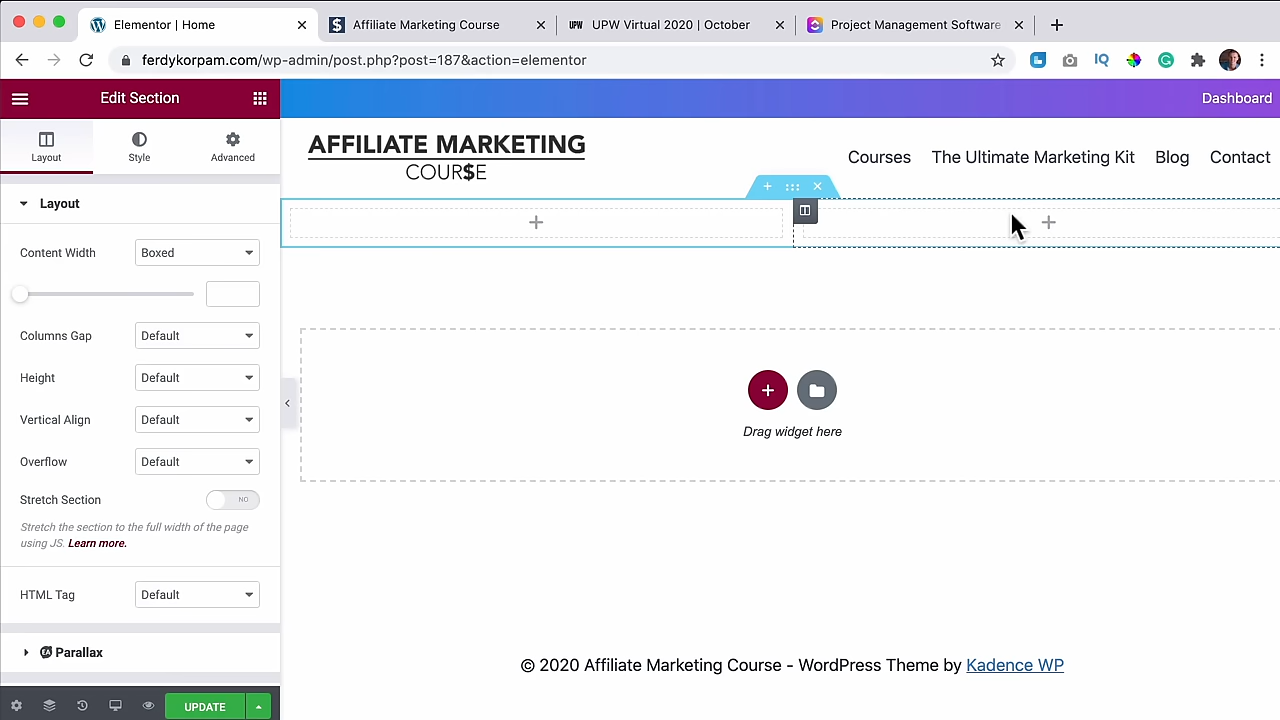 Elementor | Home
Affiliate Marketing Course
UPW UPW Virtual 2020 | October
Project Management Software
ferdykorpam.com/wp-admin/post.php?post=187&action=elementor
IQ
Edit Section
Dashboard
Layout
Style
Advanced
AFFILIATE MARKETING
COUR$E
Courses
The Ultimate Marketing Kit
Blog
Contact
Layout
Content Width
Boxed
Columns Gap
Default
Height
Default
Vertical Align
Default
Overflow
Default
Stretch Section
NO
Stretch the section to the full width of the page
using JS. Learn more.
HTML Tag
Default
Parallax
UPDATE
Drag widget here
© 2020 Affiliate Marketing Course - WordPress Theme by Kadence WP